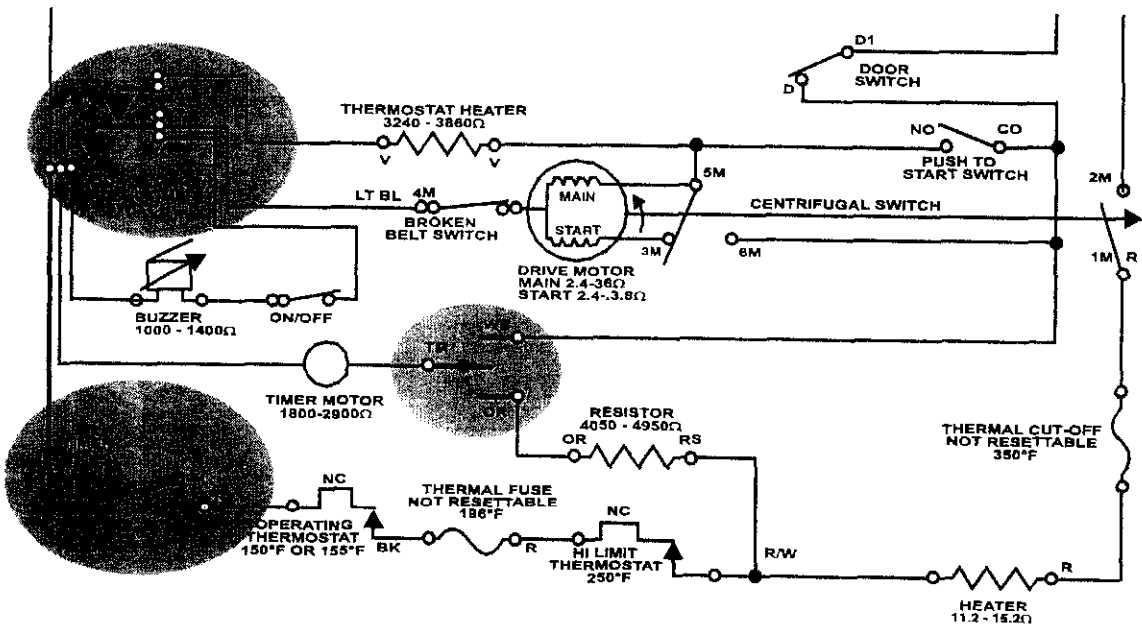 D1
DOOR
SWITCH
D
THERMOSTAT HEATER
3240 - 3860Ω
V
V
NO
CO
PUSH TO
START SWITCH
5M
2M
LT BL
4M
BROKEN
BELT SWITCH
MAIN
START
CENTRIFUGAL SWITCH
3M
6M
1M
R
DRIVE MOTOR
MAIN 2.4-36Ω
START 2.4-.3.8Ω
BUZZER
1000 - 1400Ω
ON/OFF
TM
TIMER MOTOR
1800-2900Ω
OR
RESISTOR
4050 - 4950Ω
OR
RS
THERMAL CUT-OFF
NOT RESETTABLE
350°F
NC
OPERATING
THERMOSTAT
150°F OR 155°F
BK
THERMAL FUSE
NOT RESETTABLE
196°F
R
NC
HI LIMIT
THERMOSTAT
250°F
R/W
R
HEATER
11.2 - 15.2Ω